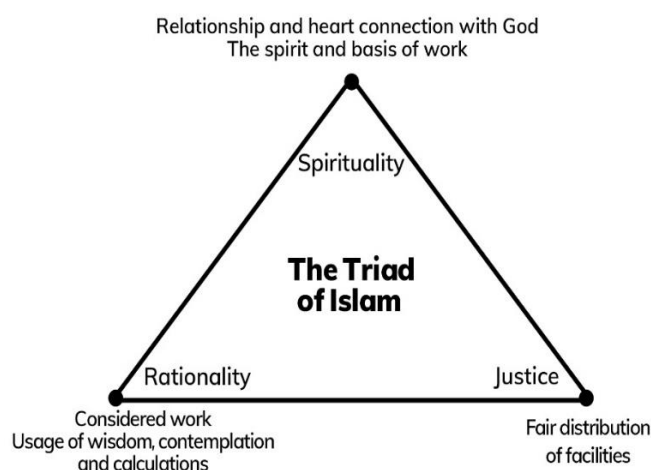 Relationship and heart connection with God
The spirit and basis of work
Spirituality
The Triad
of Islam
Rationality
Justice
Considered work
Usage of wisdom, contemplation
and calculations
Fair distribution
of facilities